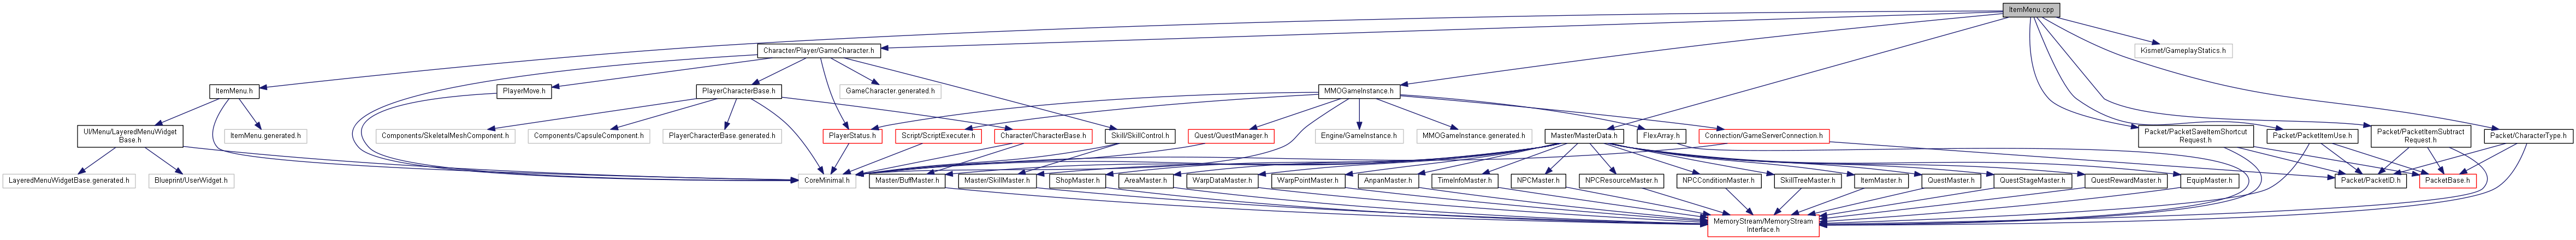 ItemMenu.cpp
Character/Player/GameCharacter.h
Kismet/GameplayStatics.h
ItemMenu.h
PlayerMove.h
PlayerCharacterBase.h
GameCharacter.generated.h
MMOGameInstance.h
UI/Menu/LayeredMenuWidget
Base.h
ItemMenu.generated.h
Components/SkeletalMeshComponent.h
Components/CapsuleComponent.h
PlayerCharacterBase.generated.h
PlayerStatus.h
Script/ScriptExecuter.h
Character/CharacterBase.h
Skill/SkillControl.h
Quest/QuestManager.h
Engine/GameInstance.h
MMOGameInstance.generated.h
Master/MasterData.h
FlexArray.h
Connection/GameServerConnection.h
Packet/PacketSaveItemShortcut
Request.h
Packet/PacketItemUse.h
Packet/PacketItemSubtract
Request.h
Packet/CharacterType.h
LayeredMenuWidgetBase.generated.h
Blueprint/UserWidget.h
CoreMinimal.h
Master/BuffMaster.h
Master/SkillMaster.h
ShopMaster.h
AreaMaster.h
WarpDataMaster.h
WarpPointMaster.h
AnpanMaster.h
TimeInfoMaster.h
NPCMaster.h
NPCResourceMaster.h
NPCConditionMaster.h
SkillTreeMaster.h
ItemMaster.h
QuestMaster.h
QuestStageMaster.h
QuestRewardMaster.h
EquipMaster.h
Packet/PacketID.h
PacketBase.h
MemoryStream/MemoryStream
Interface.h